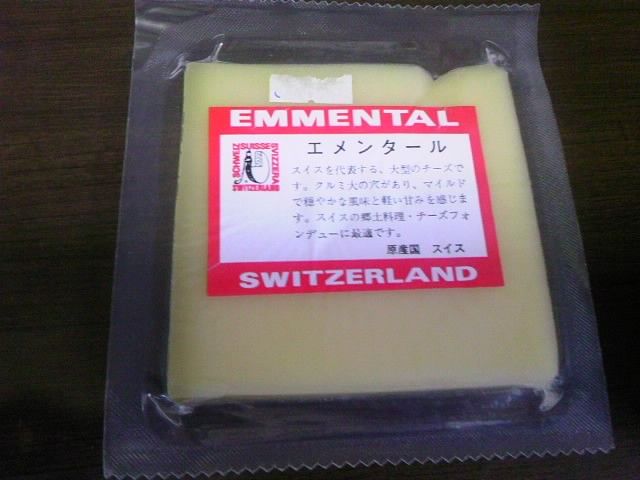 EMMENTAL
エメンタール
SUISSE
SCHWEIZ
SVIZZERA
SWITZERLAND
スイスを代表する、大型のチーズで
す。クルミ大の穴があり、マイルド
で穏やかな風味と軽い甘みを感じま
す。スイスの郷土料理・チーズフォ
ンデューに最適です。
原産国 スイス
SWITZERLAND